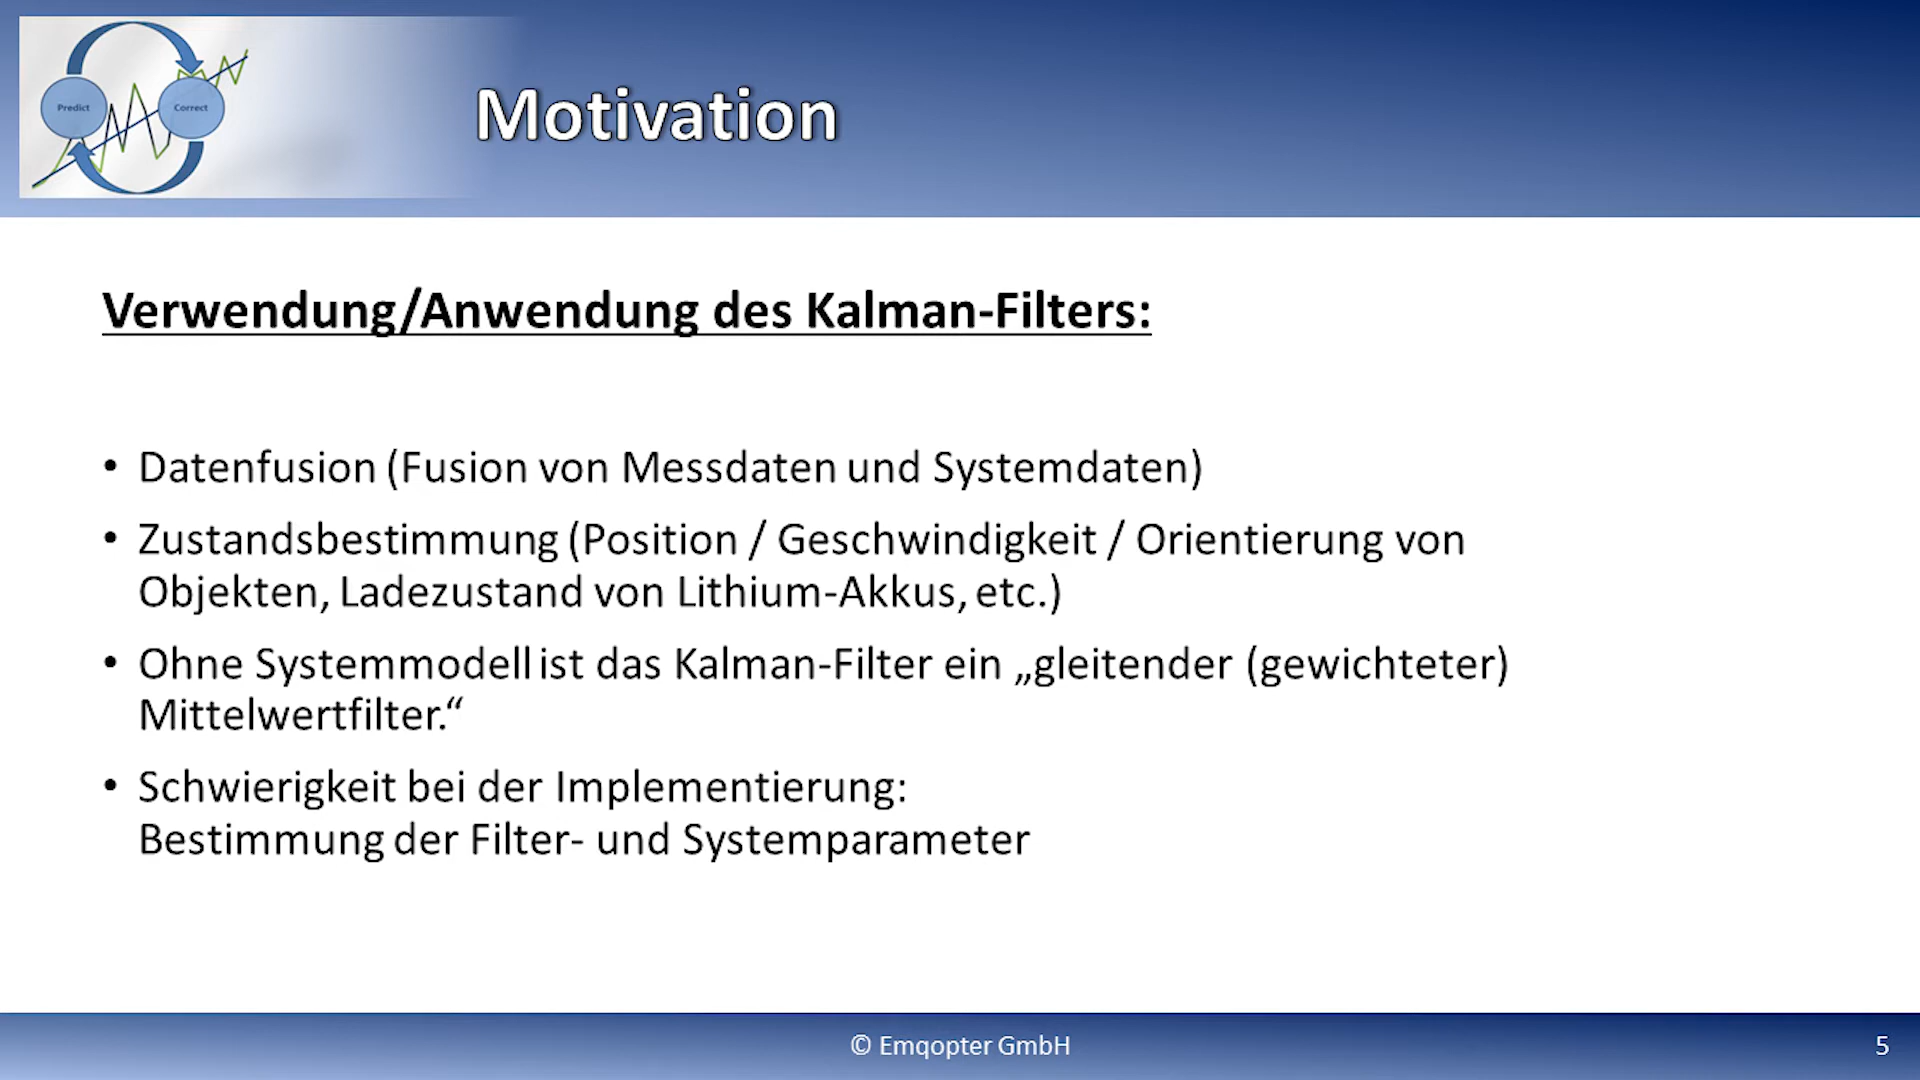 Predict
Correct
Motivation
Verwendung/Anwendung des Kalman-Filters:
• Datenfusion (Fusion von Messdaten und Systemdaten)
• Zustandsbestimmung (Position / Geschwindigkeit / Orientierung von
Objekten, Ladezustand von Lithium-Akkus, etc.)
• Ohne Systemmodell ist das Kalman-Filter ein „gleitender (gewichteter)
Mittelwertfilter.“
• Schwierigkeit bei der Implementierung:
Bestimmung der Filter- und Systemparameter
© Emqopter GmbH
5